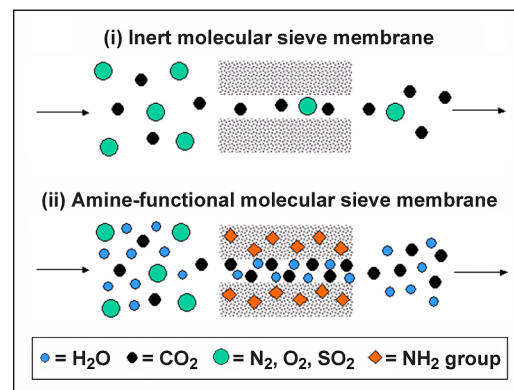 (i) Inert molecular sieve membrane
(ii) Amine-functional molecular sieve membrane
= H₂O = CO₂ = N₂, O₂, SO₂ = NH₂ group